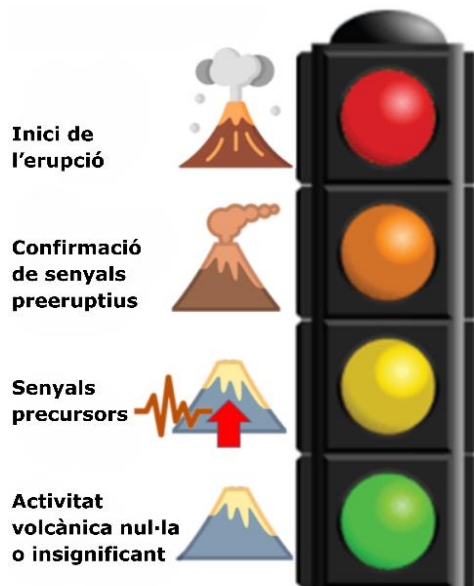 Inici de
l'erupció
Confirmació
de senyals
preeruptius
Senyals
precursors
Activitat
volcànica nul·la
o insignificant